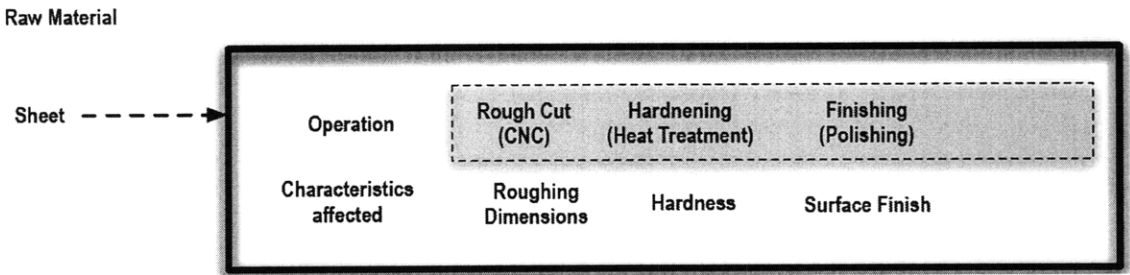 Raw Material
Sheet
Operation
Rough Cut
(CNC)
Hardnening
(Heat Treatment)
Finishing
(Polishing)
Characteristics
affected
Roughing
Dimensions
Hardness
Surface Finish